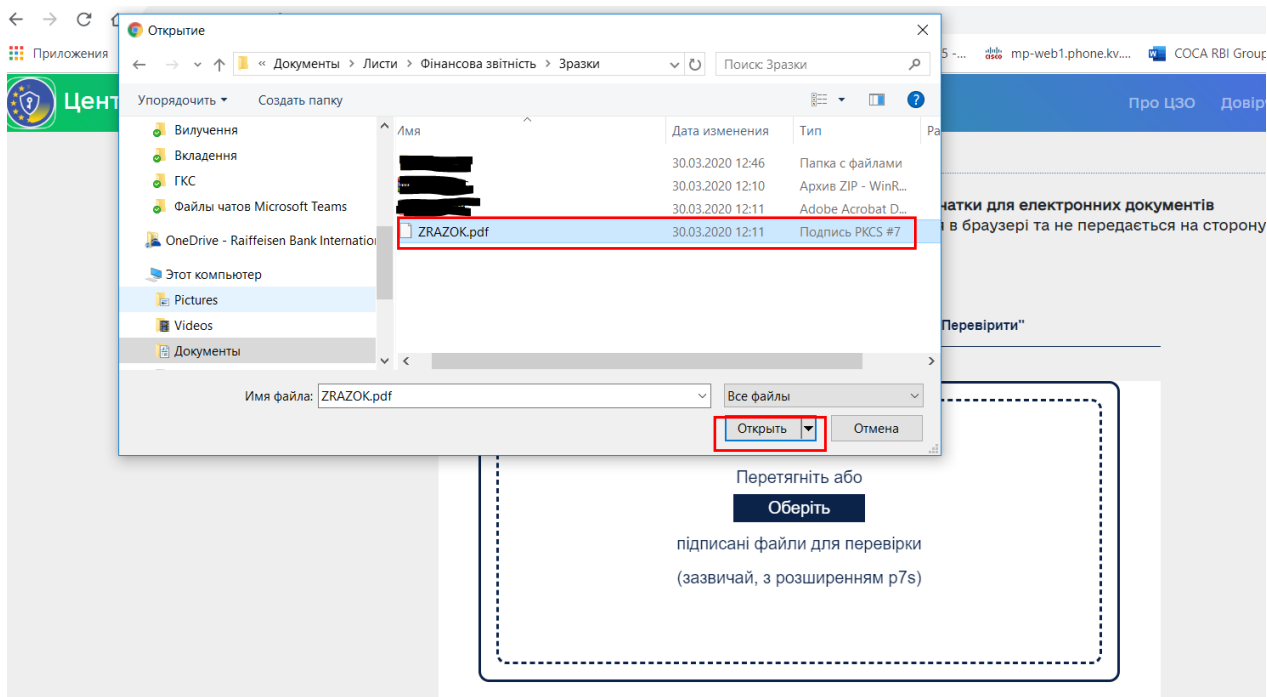 Открытие
Приложения
5 -...
mp-web1.phone.kv....
COCA RBI Group
« Документы > Листи > Фінансова звітність > Зразки
Поиск: Зразки
Цент
Про ЦЗО
Довір
Упорядочить
Создать папку
Имя
Дата изменения
Тип
Ра
Вилучення
Вкладення
ГКС
Файлы чатов Microsoft Teams
OneDrive - Raiffeisen Bank Internation
Этот компьютер
Pictures
Videos
Документы
30.03.2020 12:46
Папка с файлами
30.03.2020 12:10
Архив ZIP - WinR...
30.03.2020 12:11
Adobe Acrobat D...
ZRAZOK.pdf
30.03.2020 12:11
Подпись PKCS #7
чатки для електронних документів
я в браузері та не передається на сторону
Перевірити"
Имя файла:
ZRAZOK.pdf
Все файлы
Открыть
Отмена
Перетягніть або
Оберіть
підписані файли для перевірки
(зазвичай, з розширенням p7s)